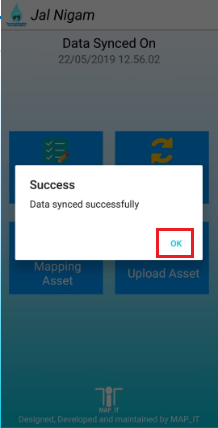 Jal Nigam
Data Synced On
22/05/2019 12.56.02
Success
Data synced successfully
OK
Mapping
Asset
Upload Asset
MAP_IT
Designed, Developed and maintained by MAP_IT